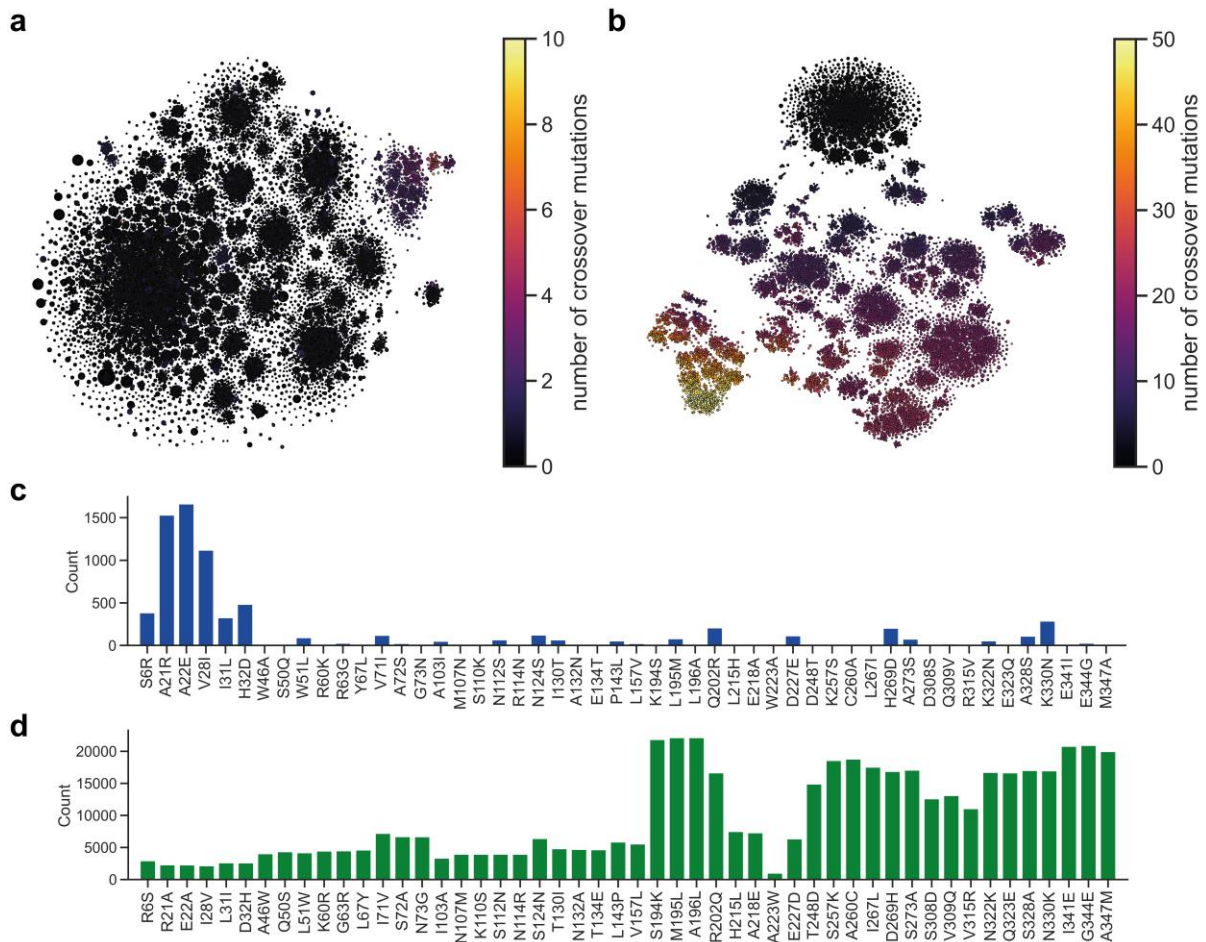 a
10
8
6
4
2
0
number of crossover mutations
b
50
40
30
20
10
0
number of crossover mutations
c
Count
1500
1000
500
0
S6R A21R A22E V28I I31L H32D W46A S50Q W51L R60K R63G Y67L V71I A72S G73N A103I M107N S110K N112S R114N N124S I130T A132N E134T P143L L157V K194S L195M L196A Q202R L215H E218A W223A D227E D248T K257S C260A L267I H269D A273S D308S Q309V R315V K322N E323Q A328S K330N E341I E344G M347A
d
Count
20000
15000
10000
5000
0
R6S R21A E22A I28V L31I D32H A46W Q50S L51W K60R G63R L67Y I71V S72A N73G I103A N107M K110S S112N N114R S124N T130I N132A T134E L143P V157L S194K M195L A196L R202Q H215L A218E A223W E227D T248D S257K A260C I267L D269H S273A S308D V309Q V315R N322K Q323E S328A N330K I341E G344E A347M